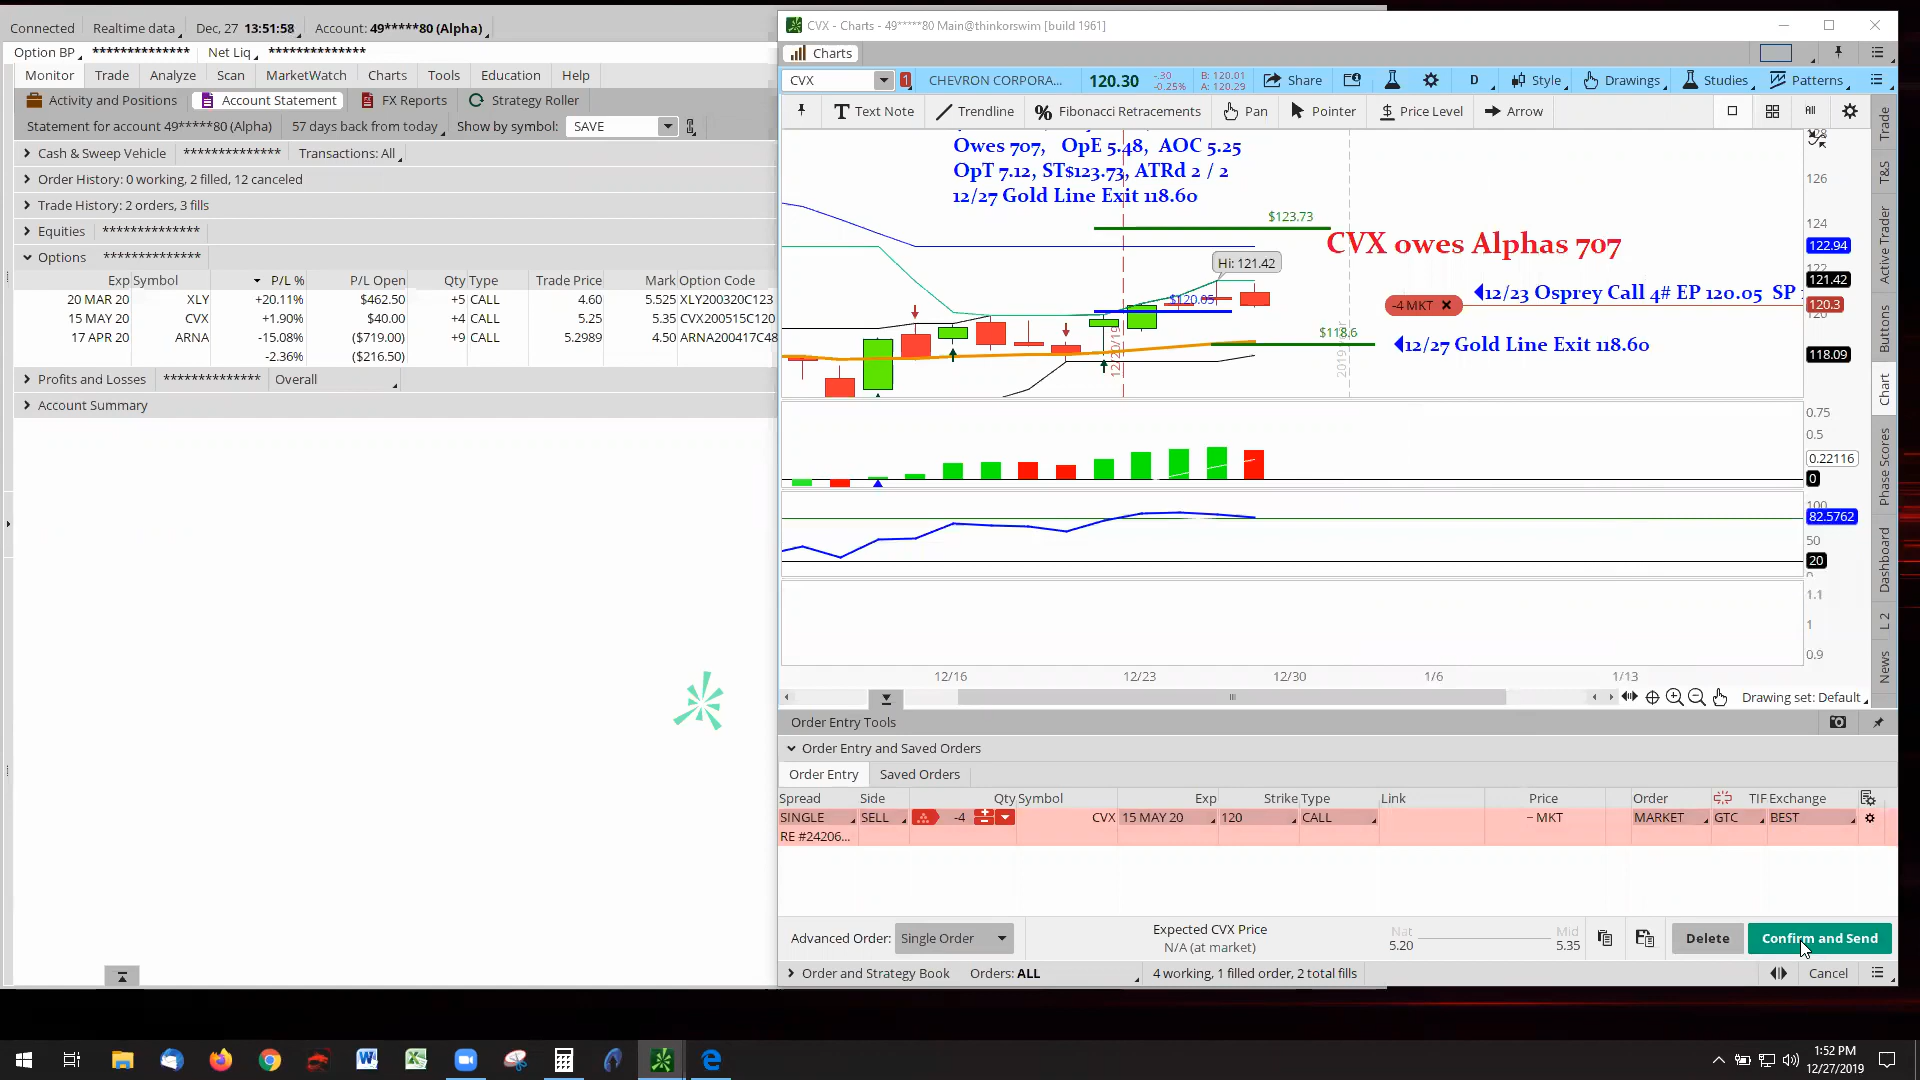 Connected Realtime data Dec, 27 13:51:58 Account: 49*****80 (Alpha)
Option BP ************** Net Liq **************
Monitor Trade Analyze Scan MarketWatch Charts Tools Education Help
Activity and Positions Account Statement FX Reports Strategy Roller
Statement for account 49*****80 (Alpha) 57 days back from today Show by symbol: SAVE
Cash & Sweep Vehicle ************** Transactions: All
Order History: 0 working, 2 filled, 12 canceled
Trade History: 2 orders, 3 fills
Equities **************
Options **************
Exp Symbol P/L % P/L Open Qty Type Trade Price Mark Option Code
20 MAR 20 XLY +20.11% $462.50 +5 CALL 4.60 5.525 XLY200320C123
15 MAY 20 CVX +1.90% $40.00 +4 CALL 5.25 5.35 CVX200515C120
17 APR 20 ARNA -15.08% ($719.00) +9 CALL 5.2989 4.50 ARNA200417C48
-2.36% ($216.50)
Profits and Losses ************** Overall
Account Summary
CVX - Charts - 49*****80 Main@thinkorswim [build 1961]
Charts
CVX 1 CHEVRON CORPORA... 120.30 -.30 -0.25% B: 120.01 A: 120.29 Share D Style Drawings Studies Patterns
Text Note Trendline Fibonacci Retracements Pan Pointer Price Level Arrow All
Owes 707, OpE 5.48, AOC 5.25
OpT 7.12, ST$123.73, ATRd 2 / 2
12/27 Gold Line Exit 118.60
$123.73
CVX owes Alphas 707
Hi: 121.42
-4 MKT
12/23 Osprey Call 4# EP 120.05 SP
$120.05
$118.6
12/27 Gold Line Exit 118.60
12/20/19
2019
128
126
124
122.94
122
121.42
120.3
120
118.09
0.75
0.5
0.22116
0
100
82.5762
50
20
0
1.1
1
0.9
12/16 12/23 12/30 1/6 1/13
Drawing set: Default
Trade
T&S
Active Trader
Buttons
Chart
Phase Scores
Dashboard
L 2
News
Order Entry Tools
Order Entry and Saved Orders
Order Entry Saved Orders
Spread Side Qty Symbol Exp Strike Type Link Price Order TIF Exchange
SINGLE SELL -4 CVX 15 MAY 20 120 CALL ~ MKT MARKET GTC BEST
RE #24206...
Advanced Order: Single Order Expected CVX Price N/A (at market) Nat 5.20 Mid 5.35 Delete Confirm and Send
Order and Strategy Book Orders: ALL 4 working, 1 filled order, 2 total fills Cancel
1:52 PM
12/27/2019